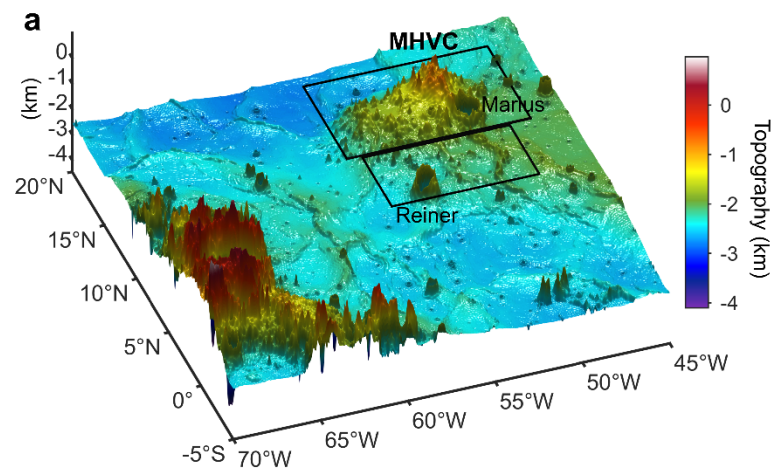 a
MHVC
Marius
Reiner
0
-1
-2
-3
-4
(km)
20°N
15°N
10°N
5°N
0°
-5°S
70°W
65°W
60°W
55°W
50°W
45°W
0
-1
-2
-3
-4
Topography (km)